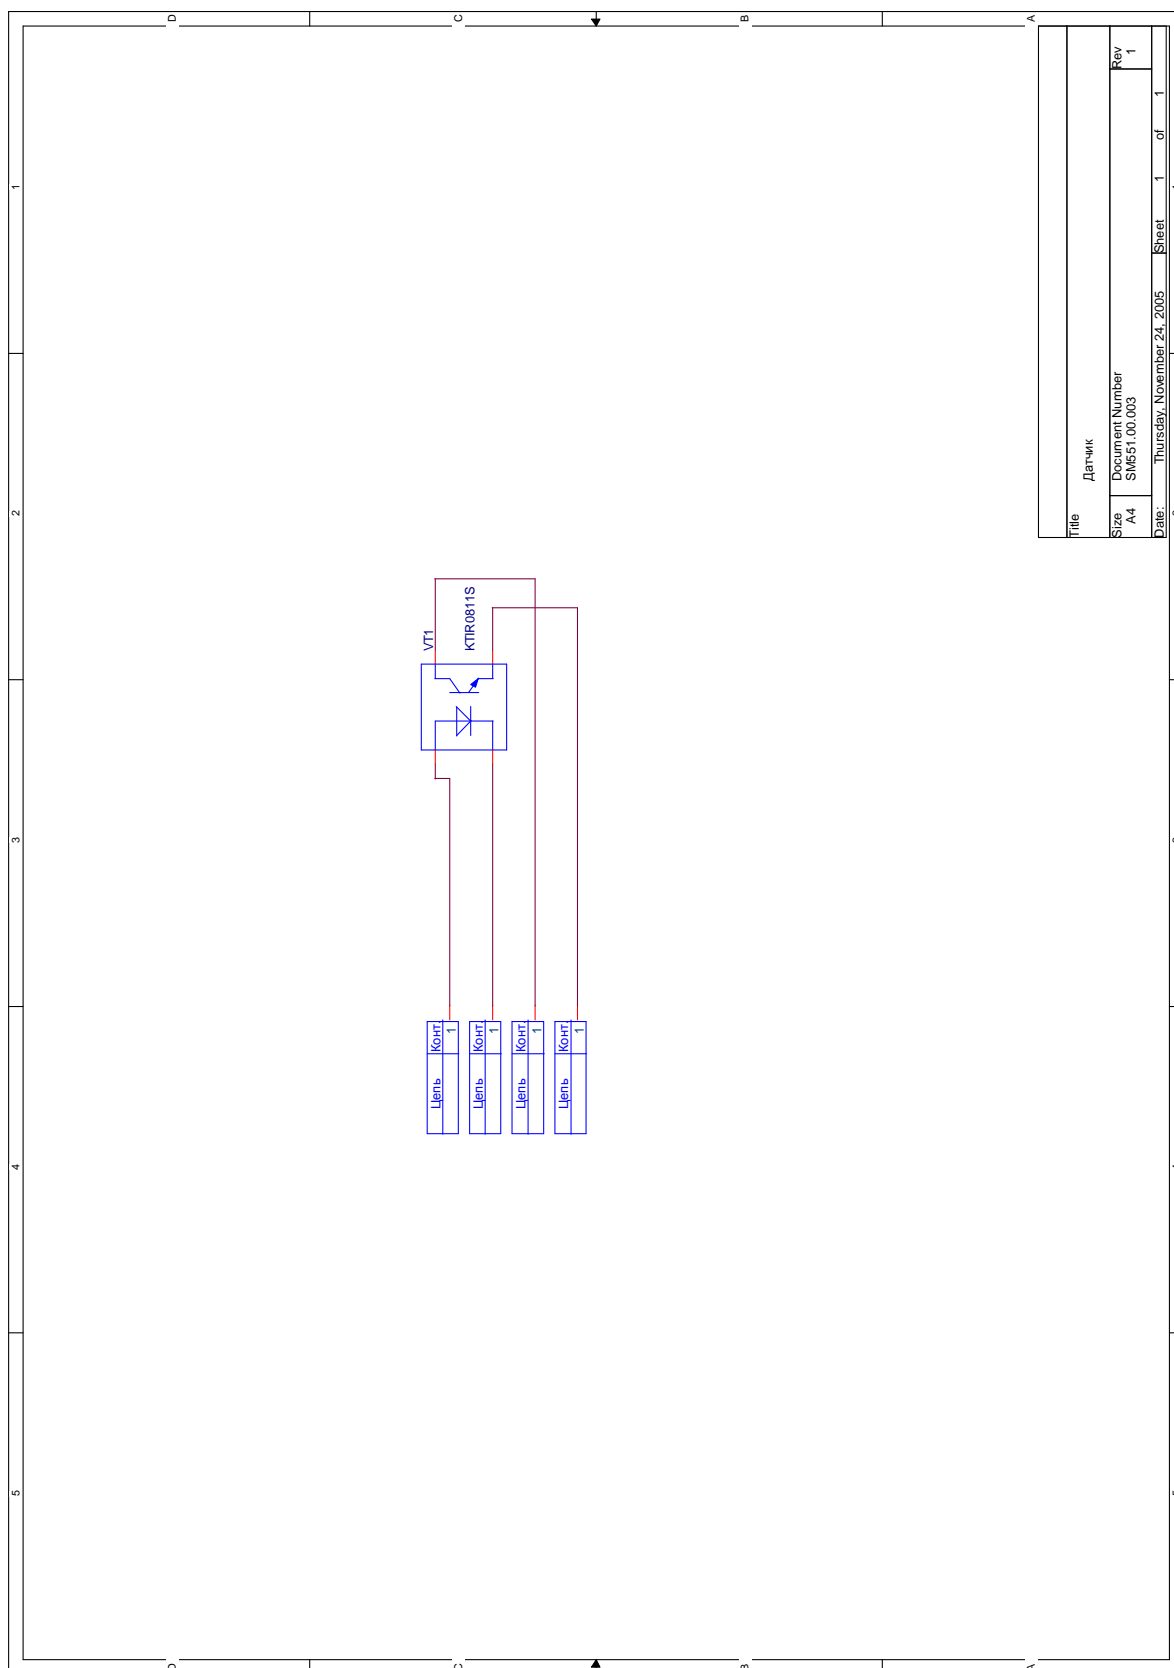 5
4
3
2
1
D
C
B
A
D
C
B
A
VT1
KTIR0811S
Цепь Конт.
1
Цепь Конт.
1
Цепь Конт.
1
Цепь Конт.
1
Title
Датчик
Size Document Number Rev
A4 SM551.00.003 1
Date: Thursday, November 24, 2005 Sheet 1 of 1